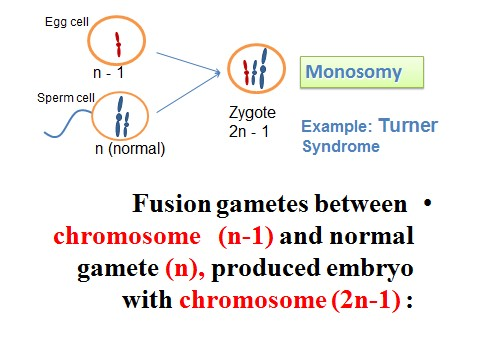 Egg cell
n - 1
Sperm cell
n (normal)
Zygote
2n - 1
Monosomy
Example: Turner
Syndrome
Fusion gametes between •
chromosome (n-1) and normal
gamete (n), produced embryo
with chromosome (2n-1) :